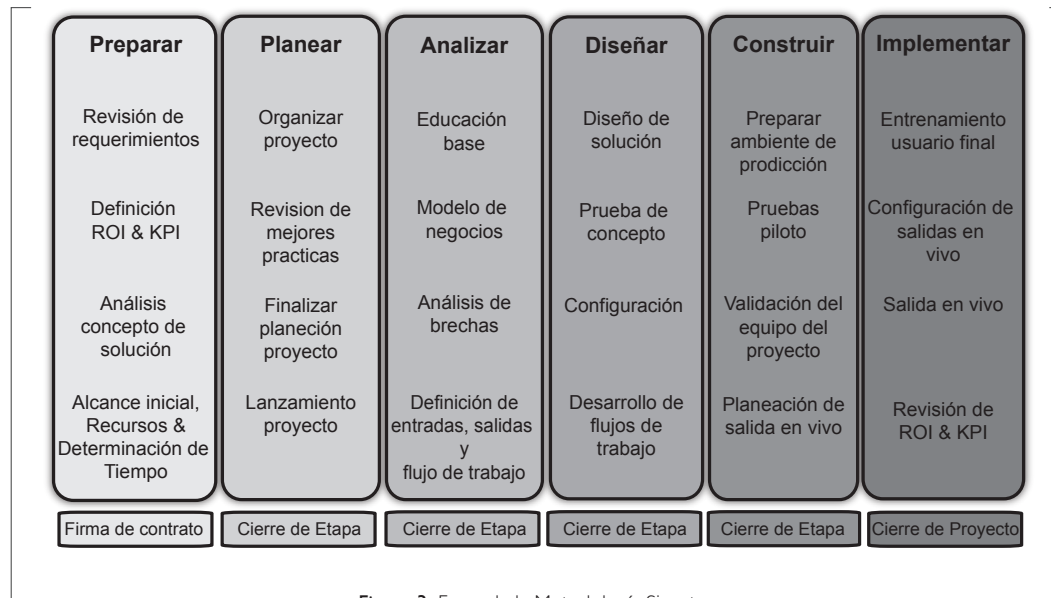 Preparar
Revisión de
requerimientos
Definición
ROI & KPI
Análisis
concepto de
solución
Alcance inicial,
Recursos &
Determinación de
Tiempo
Firma de contrato
Planear
Organizar
proyecto
Revision de
mejores
practicas
Finalizar
planeción
proyecto
Lanzamiento
proyecto
Cierre de Etapa
Analizar
Educación
base
Modelo de
negocios
Análisis de
brechas
Definición de
entradas, salidas
y
flujo de trabajo
Cierre de Etapa
Diseñar
Diseño de
solución
Prueba de
concepto
Configuración
Desarrollo de
flujos de
trabajo
Cierre de Etapa
Construir
Preparar
ambiente de
prodicción
Pruebas
piloto
Validación del
equipo del
proyecto
Planeación de
salida en vivo
Cierre de Etapa
Implementar
Entrenamiento
usuario final
Configuración de
salidas en
vivo
Salida en vivo
Revisión de
ROI & KPI
Cierre de Proyecto